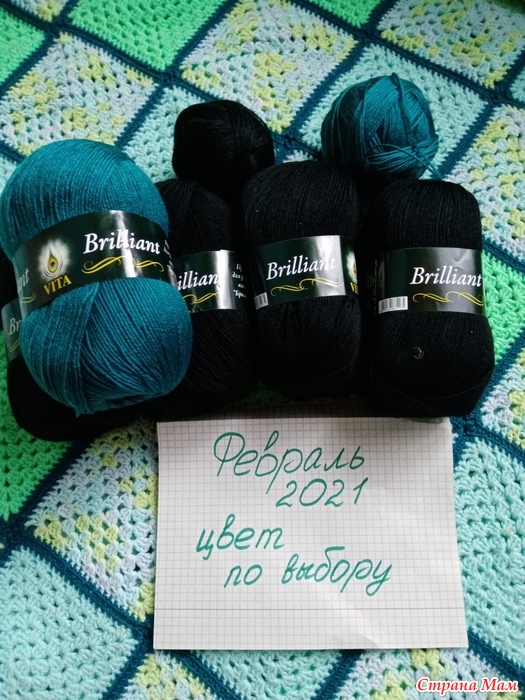 Brilliant
VITA
Brilliant
Brilliant
Brilliant
Февраль
2021
цвет
по выбору
Страна Мам